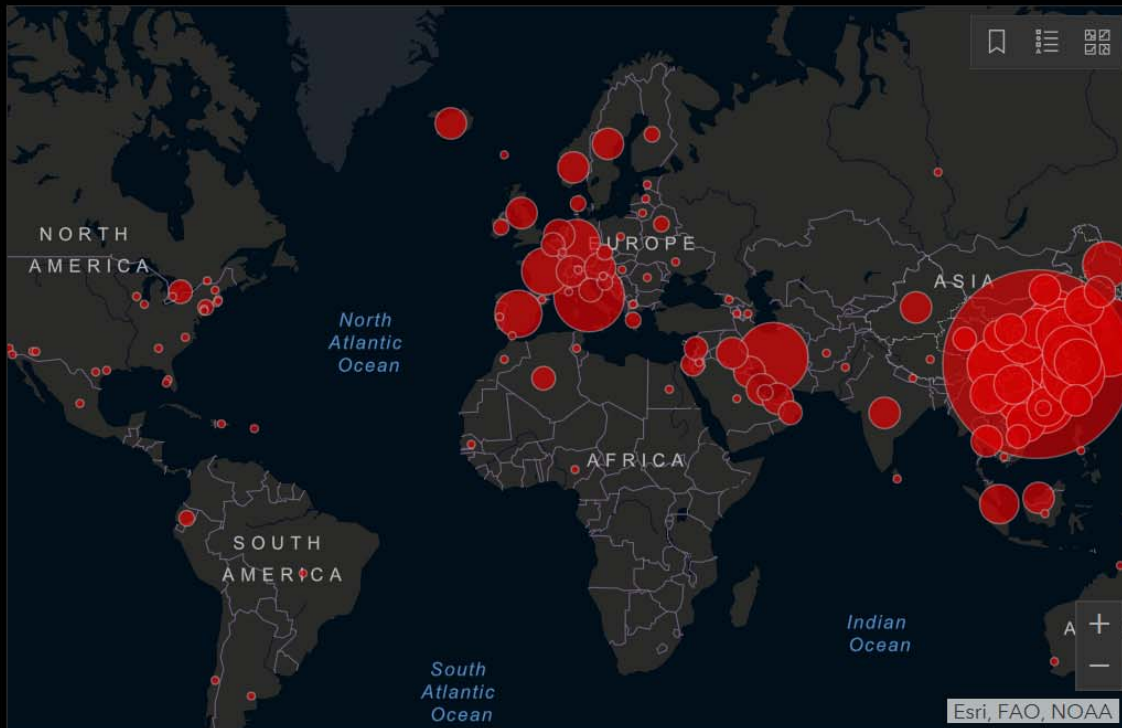 NORTH
AMERICA
EUROPE
ASIA
North
Atlantic
Ocean
AFRICA
SOUTH
AMERICA
Indian
Ocean
A
South
Atlantic
Ocean
+
−
Esri, FAO, NOAA